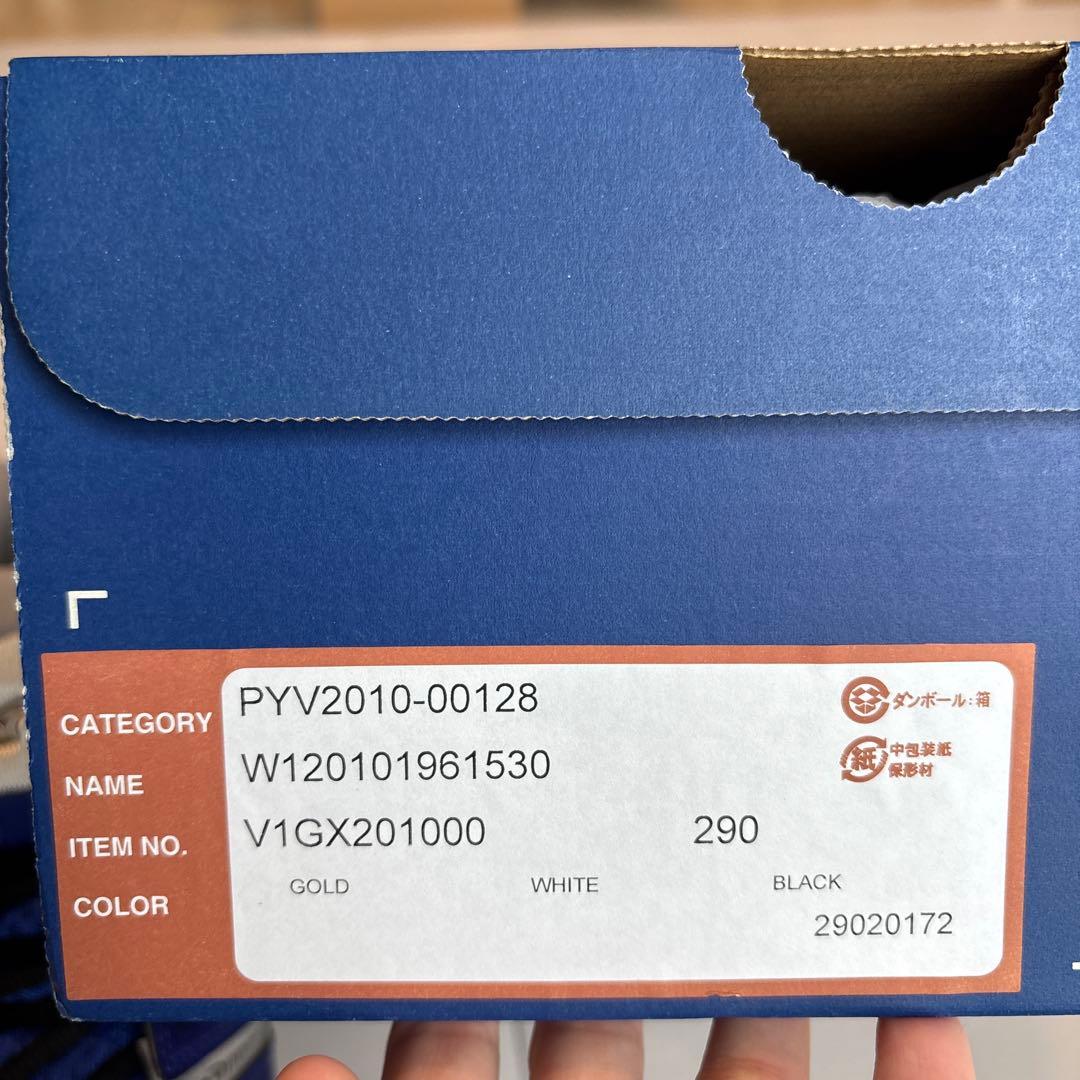 CATEGORY PYV2010-00128 ダンボール:箱
NAME W120101961530 紙 中包装紙
保形材
ITEM NO. V1GX201000 290
COLOR GOLD WHITE BLACK
29020172